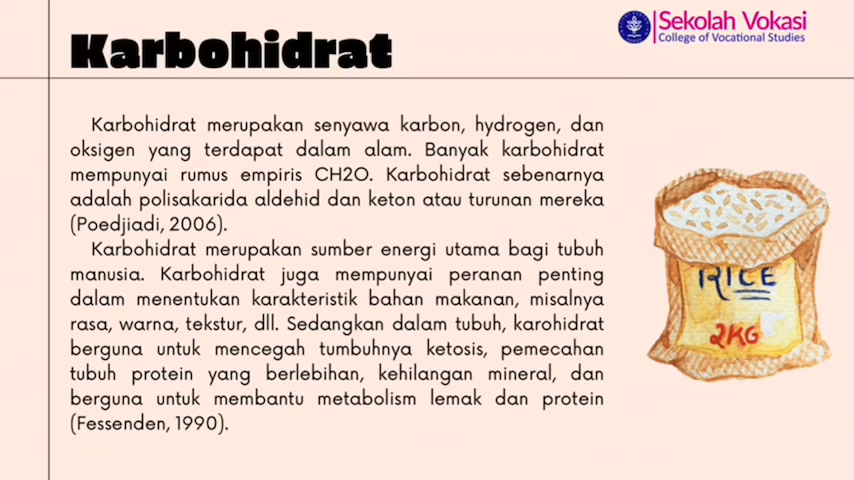 Karbohidrat
Sekolah Vokasi
College of Vocational Studies
Karbohidrat merupakan senyawa karbon, hydrogen, dan
oksigen yang terdapat dalam alam. Banyak karbohidrat
mempunyai rumus empiris CH2O. Karbohidrat sebenarnya
adalah polisakarida aldehid dan keton atau turunan mereka
(Poedjiadi, 2006).
Karbohidrat merupakan sumber energi utama bagi tubuh
manusia. Karbohidrat juga mempunyai peranan penting
dalam menentukan karakteristik bahan makanan, misalnya
rasa, warna, tekstur, dll. Sedangkan dalam tubuh, karohidrat
berguna untuk mencegah tumbuhnya ketosis, pemecahan
tubuh protein yang berlebihan, kehilangan mineral, dan
berguna untuk membantu metabolism lemak dan protein
(Fessenden, 1990).
RICE
2KG